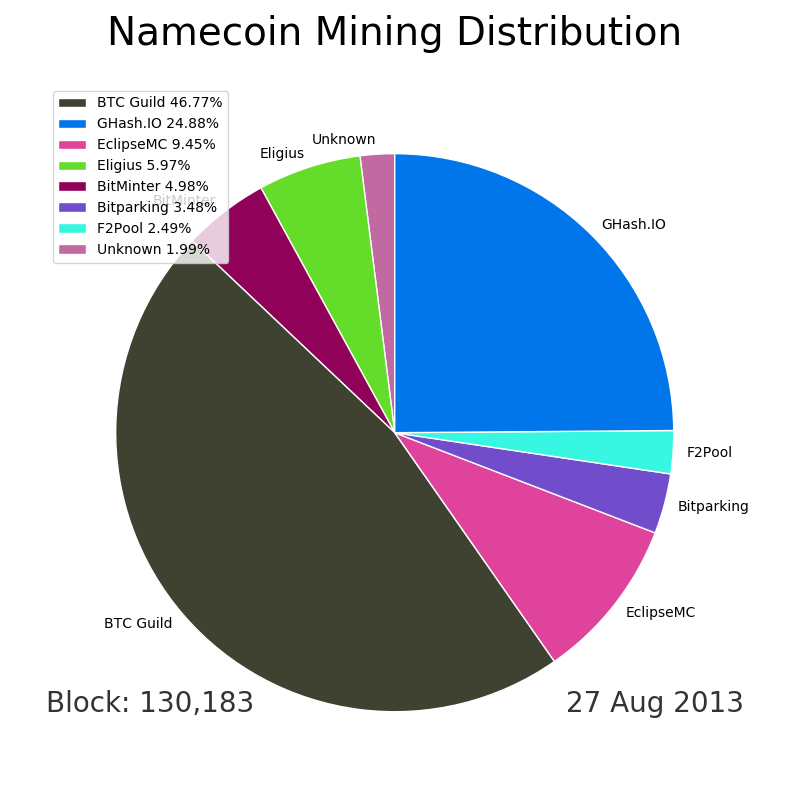 Namecoin Mining Distribution
BTC Guild 46.77%
GHash.IO 24.88%
EclipseMC 9.45%
Eligius 5.97%
BitMinter 4.98%
Bitparking 3.48%
F2Pool 2.49%
Unknown 1.99%
Unknown
Eligius
BitMinter
GHash.IO
F2Pool
Bitparking
EclipseMC
BTC Guild
Block: 130,183
27 Aug 2013